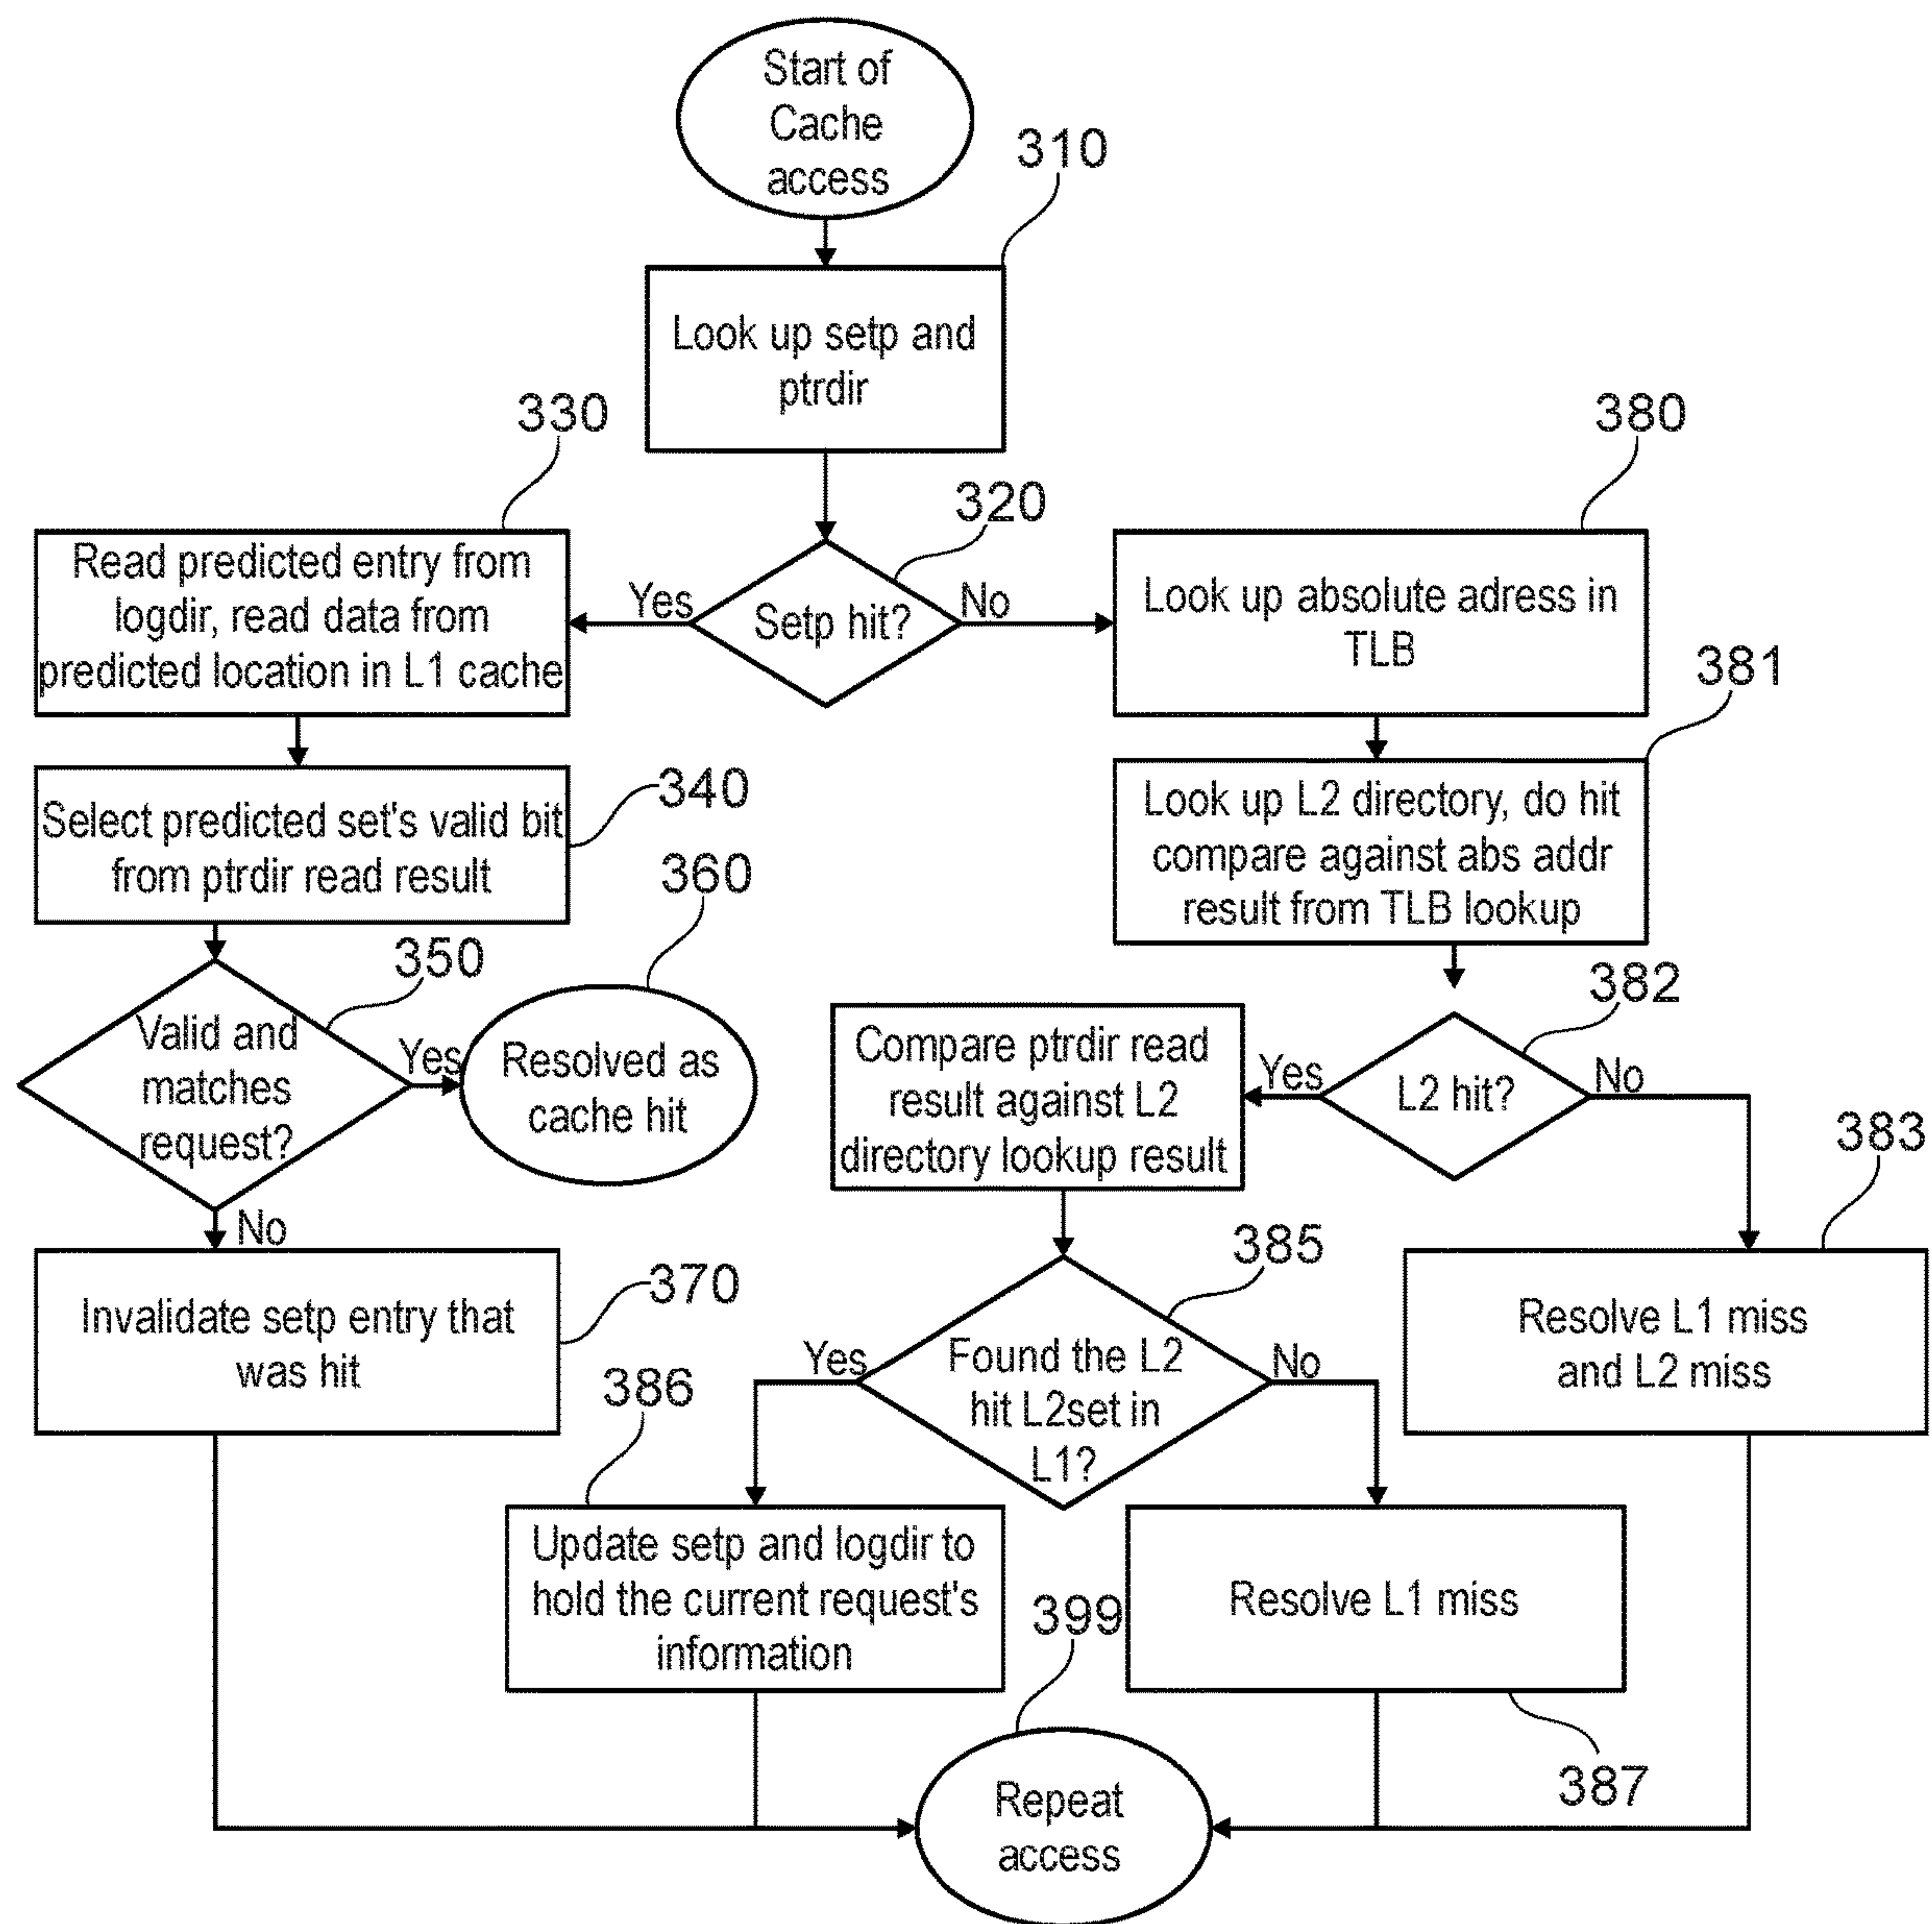 Start of
Cache
access
310
Look up setp and
ptrdir
330
320
380
Read predicted entry from
logdir, read data from
predicted location in L1 cache
Yes
Setp hit?
No
Look up absolute adress in
TLB
381
Select predicted set's valid bit
from ptrdir read result
340
Look up L2 directory, do hit
compare against abs addr
result from TLB lookup
360
350
382
Valid and
matches
request?
Yes
Resolved as
cache hit
Compare ptrdir read
result against L2
directory lookup result
Yes
L2 hit?
No
383
No
Invalidate setp entry that
was hit
370
385
Resolve L1 miss
and L2 miss
Yes
Found the L2
hit L2set in
L1?
No
386
Update setp and logdir to
hold the current request's
information
Resolve L1 miss
399
387
Repeat
access